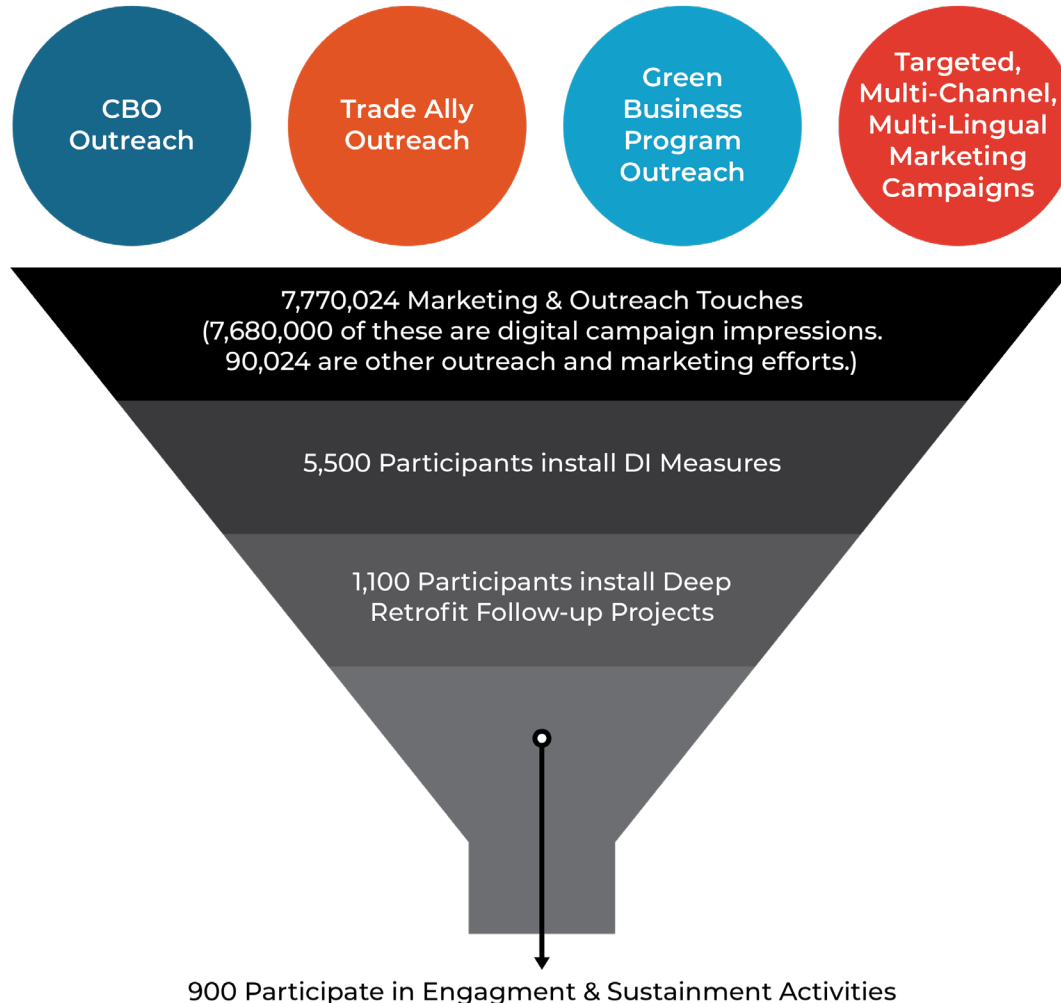 CBO
Outreach
Trade Ally
Outreach
Green
Business
Program
Outreach
Targeted,
Multi-Channel,
Multi-Lingual
Marketing
Campaigns
7,770,024 Marketing & Outreach Touches
(7,680,000 of these are digital campaign impressions.
90,024 are other outreach and marketing efforts.)
5,500 Participants install DI Measures
1,100 Participants install Deep
Retrofit Follow-up Projects
900 Participate in Engagment & Sustainment Activities